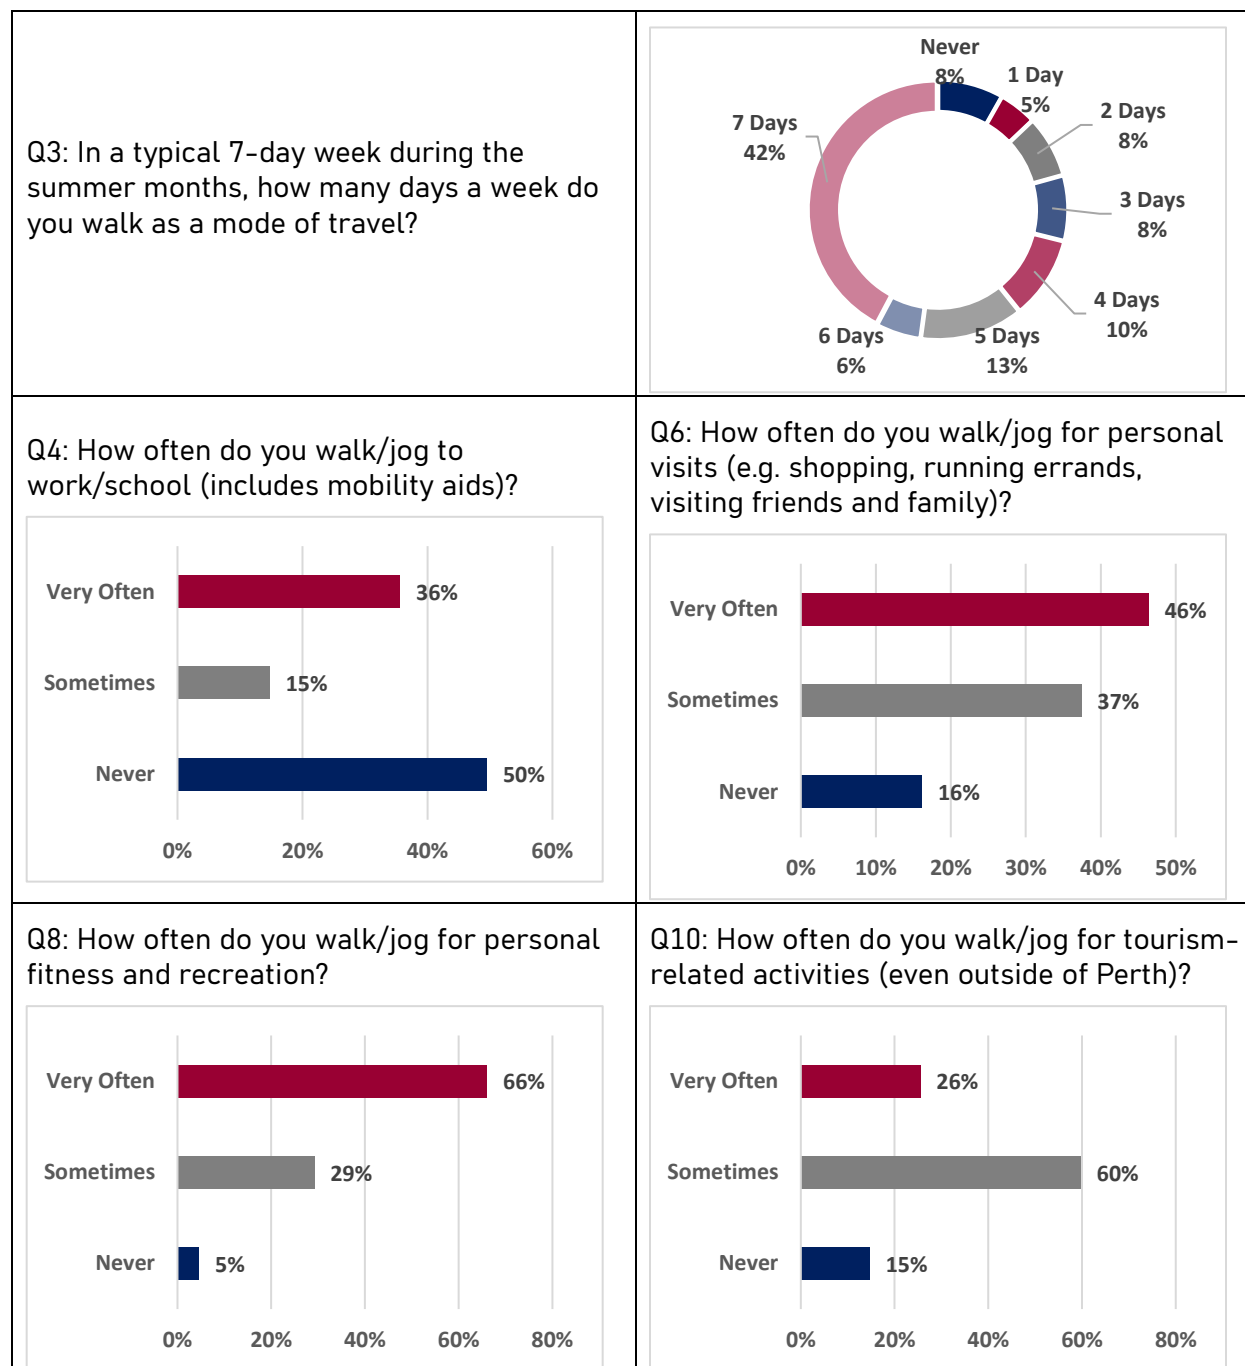 Q3: In a typical 7-day week during the
summer months, how many days a week do
you walk as a mode of travel?
Never
8%
1 Day
5%
2 Days
8%
3 Days
8%
4 Days
10%
5 Days
13%
6 Days
6%
7 Days
42%
Q4: How often do you walk/jog to
work/school (includes mobility aids)?
Very Often
36%
Sometimes
15%
Never
50%
0% 20% 40% 60%
Q6: How often do you walk/jog for personal
visits (e.g. shopping, running errands,
visiting friends and family)?
Very Often
46%
Sometimes
37%
Never
16%
0% 10% 20% 30% 40% 50%
Q8: How often do you walk/jog for personal
fitness and recreation?
Very Often
66%
Sometimes
29%
Never
5%
0% 20% 40% 60% 80%
Q10: How often do you walk/jog for tourism-
related activities (even outside of Perth)?
Very Often
26%
Sometimes
60%
Never
15%
0% 20% 40% 60% 80%